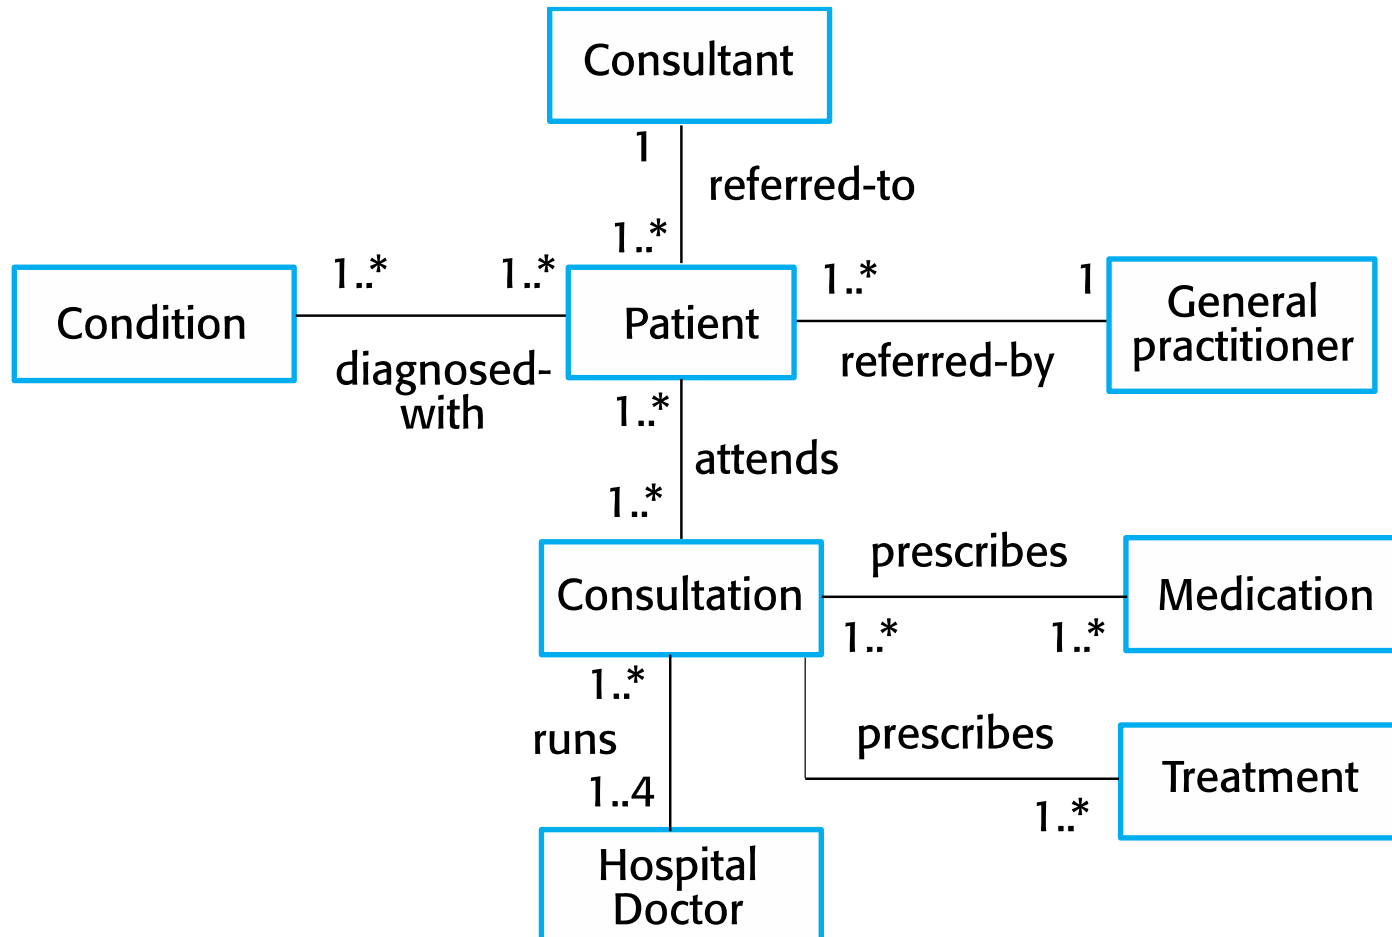 Consultant
1
referred-to
1..*
1..*
1..*
1..*
1
Condition
Patient
General
practitioner
diagnosed-
with
referred-by
1..*
attends
1..*
prescribes
Consultation
Medication
1..*
1..*
1..*
runs
prescribes
1..4
Treatment
1..*
Hospital
Doctor